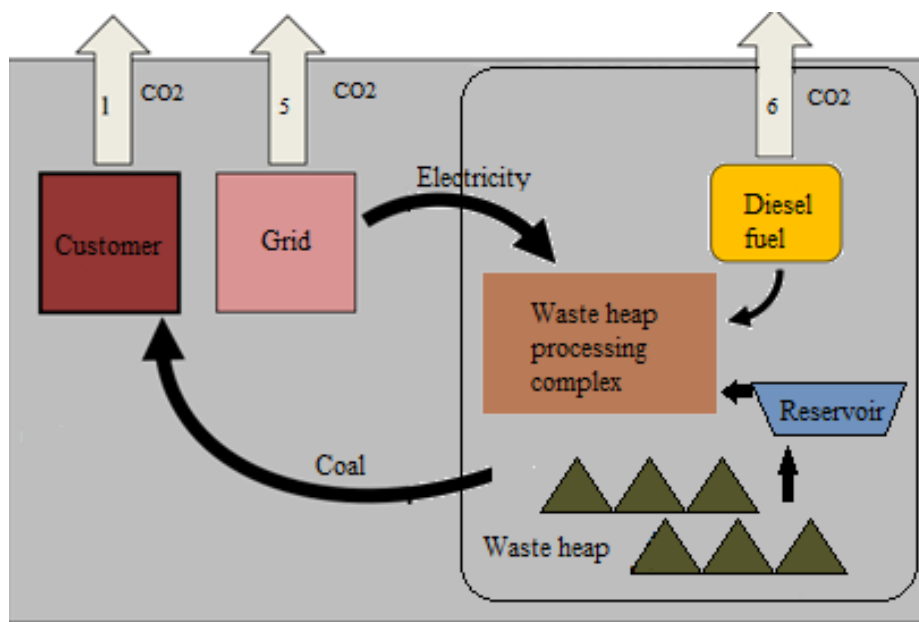 1
CO2
5
CO2
6
CO2
Electricity
Customer
Grid
Diesel
fuel
Waste heap
processing
complex
Reservoir
Coal
Waste heap